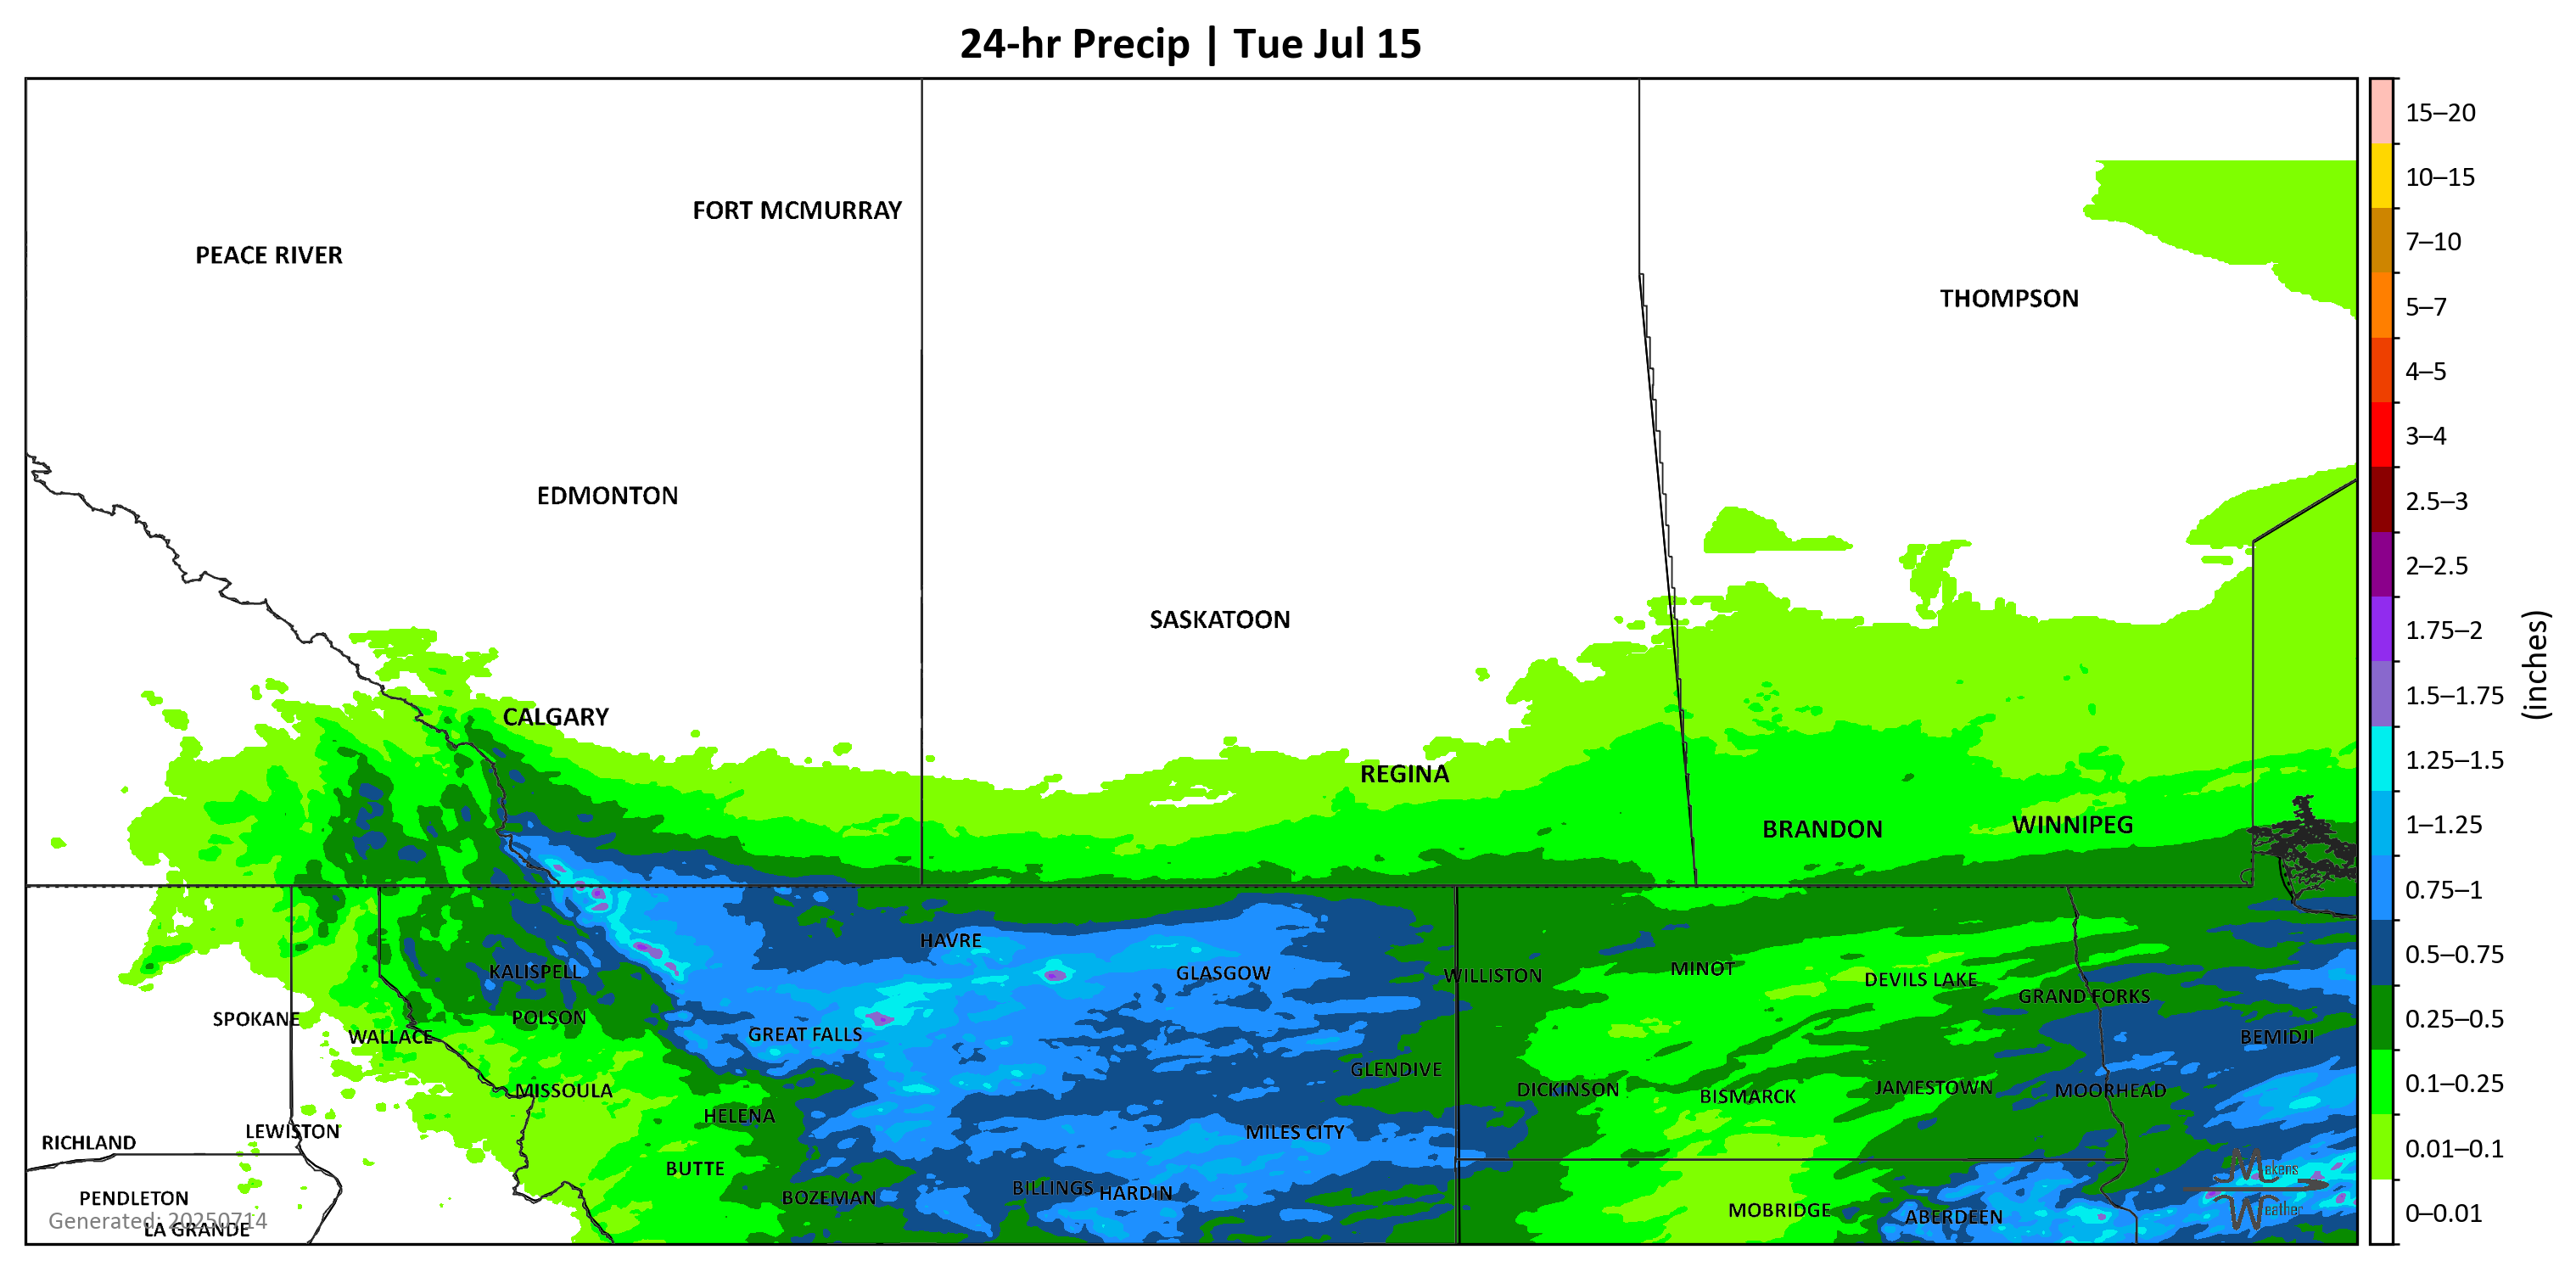 24-hr Precip | Tue Jul 15
15–20
10–15
FORT MCMURRAY
7–10
PEACE RIVER
THOMPSON
5–7
4–5
3–4
EDMONTON
2.5–3
2–2.5
SASKATOON
1.75–2
(inches)
1.5–1.75
CALGARY
1.25–1.5
REGINA
BRANDON
WINNIPEG
1–1.25
0.75–1
HAVRE
0.5–0.75
KALISPELL
GLASGOW
WILLISTON
MINOT
DEVILS LAKE
GRAND FORKS
SPOKANE
POLSON
0.25–0.5
WALLACE
GREAT FALLS
BEMIDJI
GLENDIVE
0.1–0.25
MISSOULA
DICKINSON
BISMARCK
JAMESTOWN
MOORHEAD
HELENA
RICHLAND
LEWISTON
MILES CITY
0.01–0.1
BUTTE
Makens
PENDLETON
BOZEMAN
BILLINGS
HARDIN
MOBRIDGE
ABERDEEN
Weather
0–0.01
Generated: 20250714
LA GRANDE